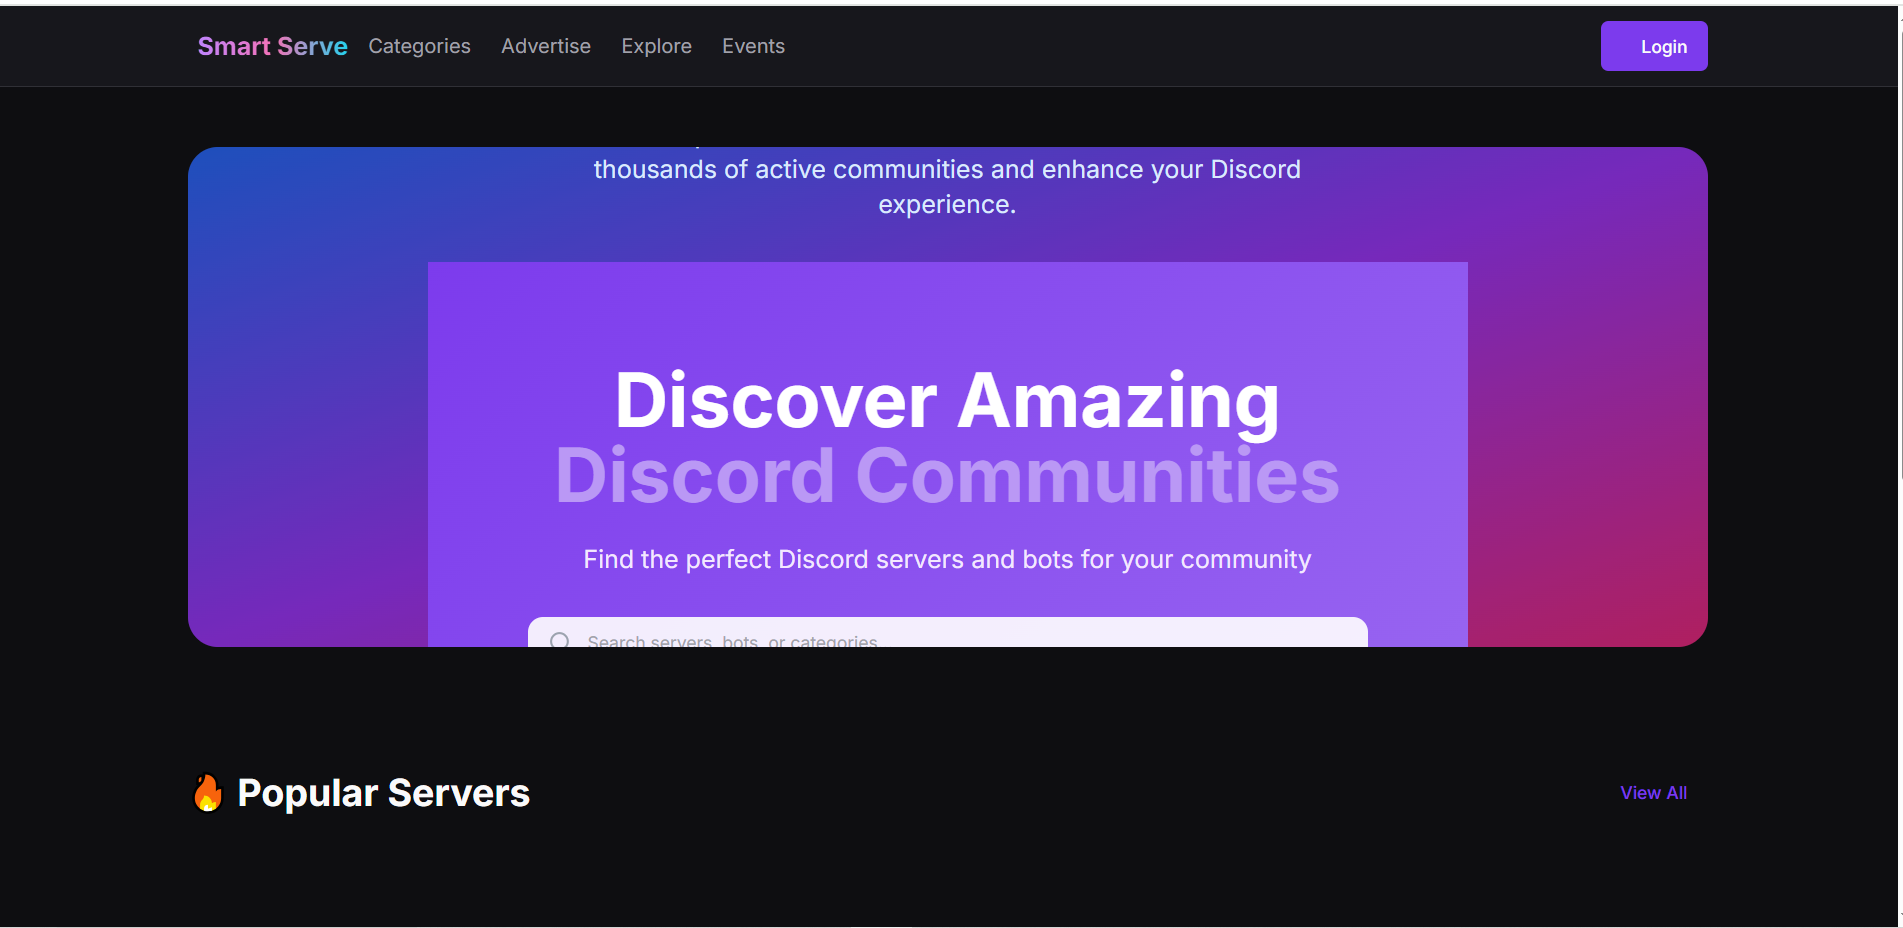 Smart Serve
Categories
Advertise
Explore
Events
Login
thousands of active communities and enhance your Discord
experience.
Discover Amazing
Discord Communities
Find the perfect Discord servers and bots for your community
Search servers, bots, or categories
Popular Servers
View All